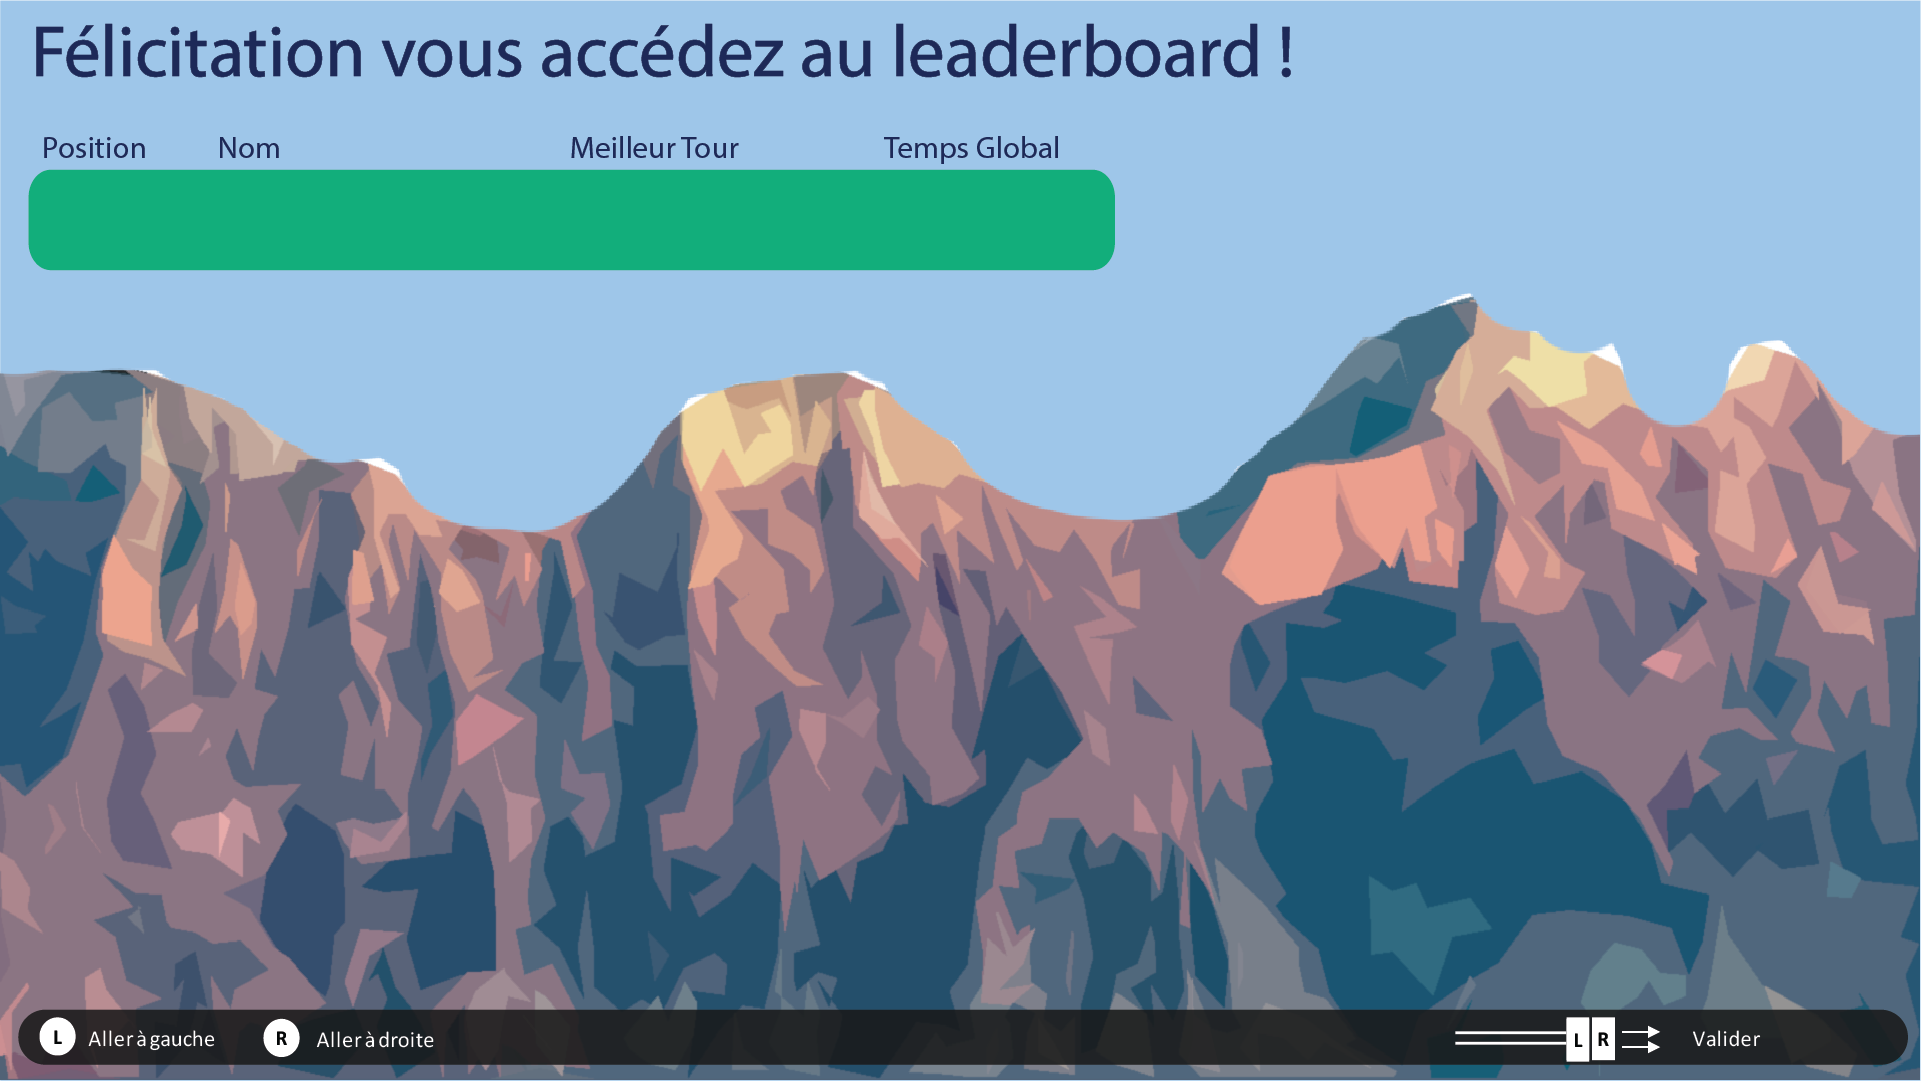 Félicitation vous accédez au leaderboard !
Position Nom Meilleur Tour Temps Global
L Aller à gauche R Aller à droite L R Valider